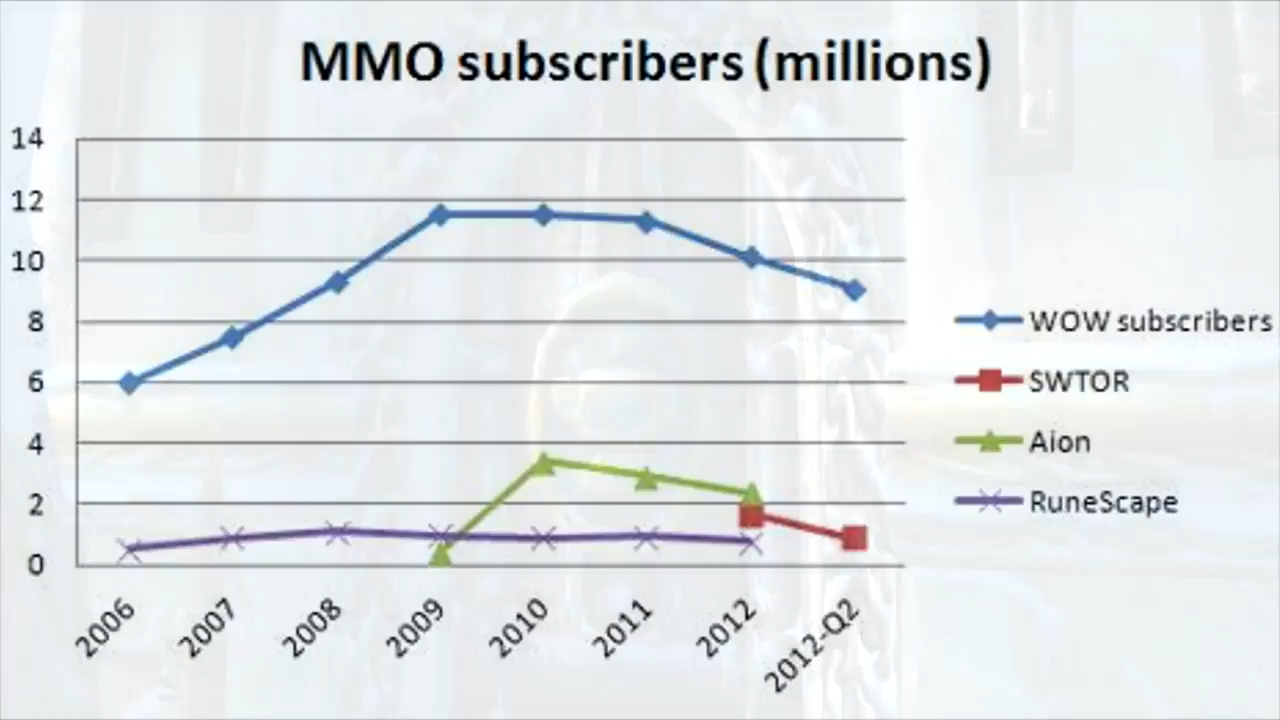 MMO subscribers (millions)
14
12
10
8
6
4
2
0
2006
2007
2008
2009
2010
2011
2012
2012-Q2
WOW subscribers
SWTOR
Aion
RuneScape